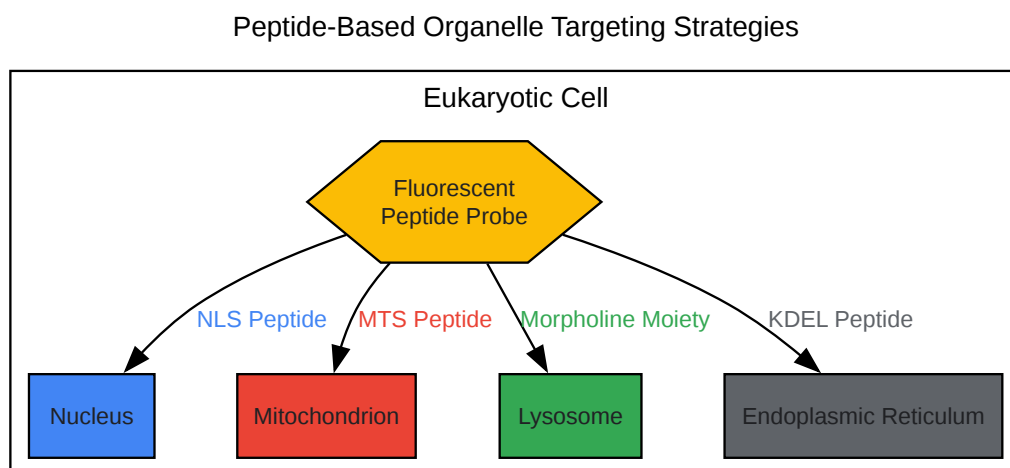 Peptide-Based Organelle Targeting Strategies
Eukaryotic Cell
Fluorescent
Peptide Probe
NLS Peptide
MTS Peptide
Morpholine Moiety
KDEL Peptide
Nucleus
Mitochondrion
Lysosome
Endoplasmic Reticulum